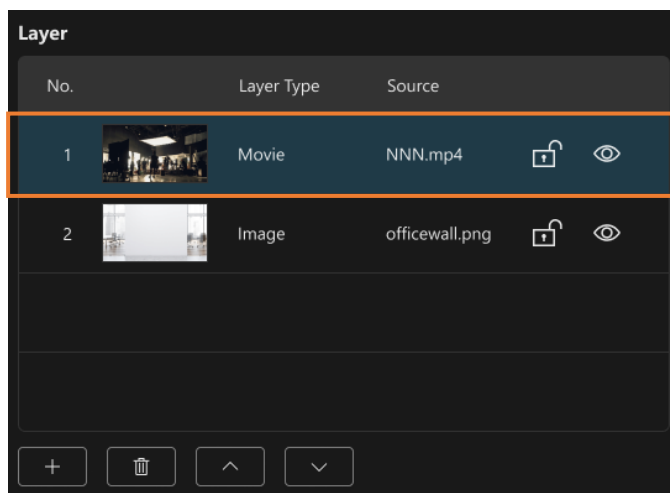 Layer
No. Layer Type Source
1 Movie NNN.mp4
2 Image officewall.png